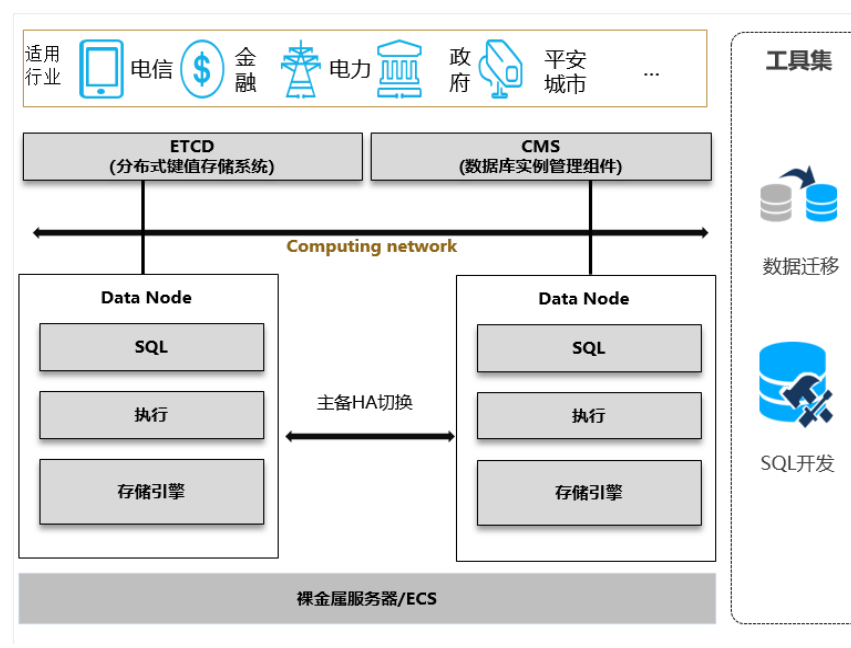 适用
行业
电信
金
融
电力
政
府
平安
城市
...
ETCD
(分布式键值存储系统)
CMS
(数据库实例管理组件)
Computing network
Data Node
SQL
执行
存储引擎
主备HA切换
Data Node
SQL
执行
存储引擎
裸金属服务器/ECS
工具集
数据迁移
SQL开发